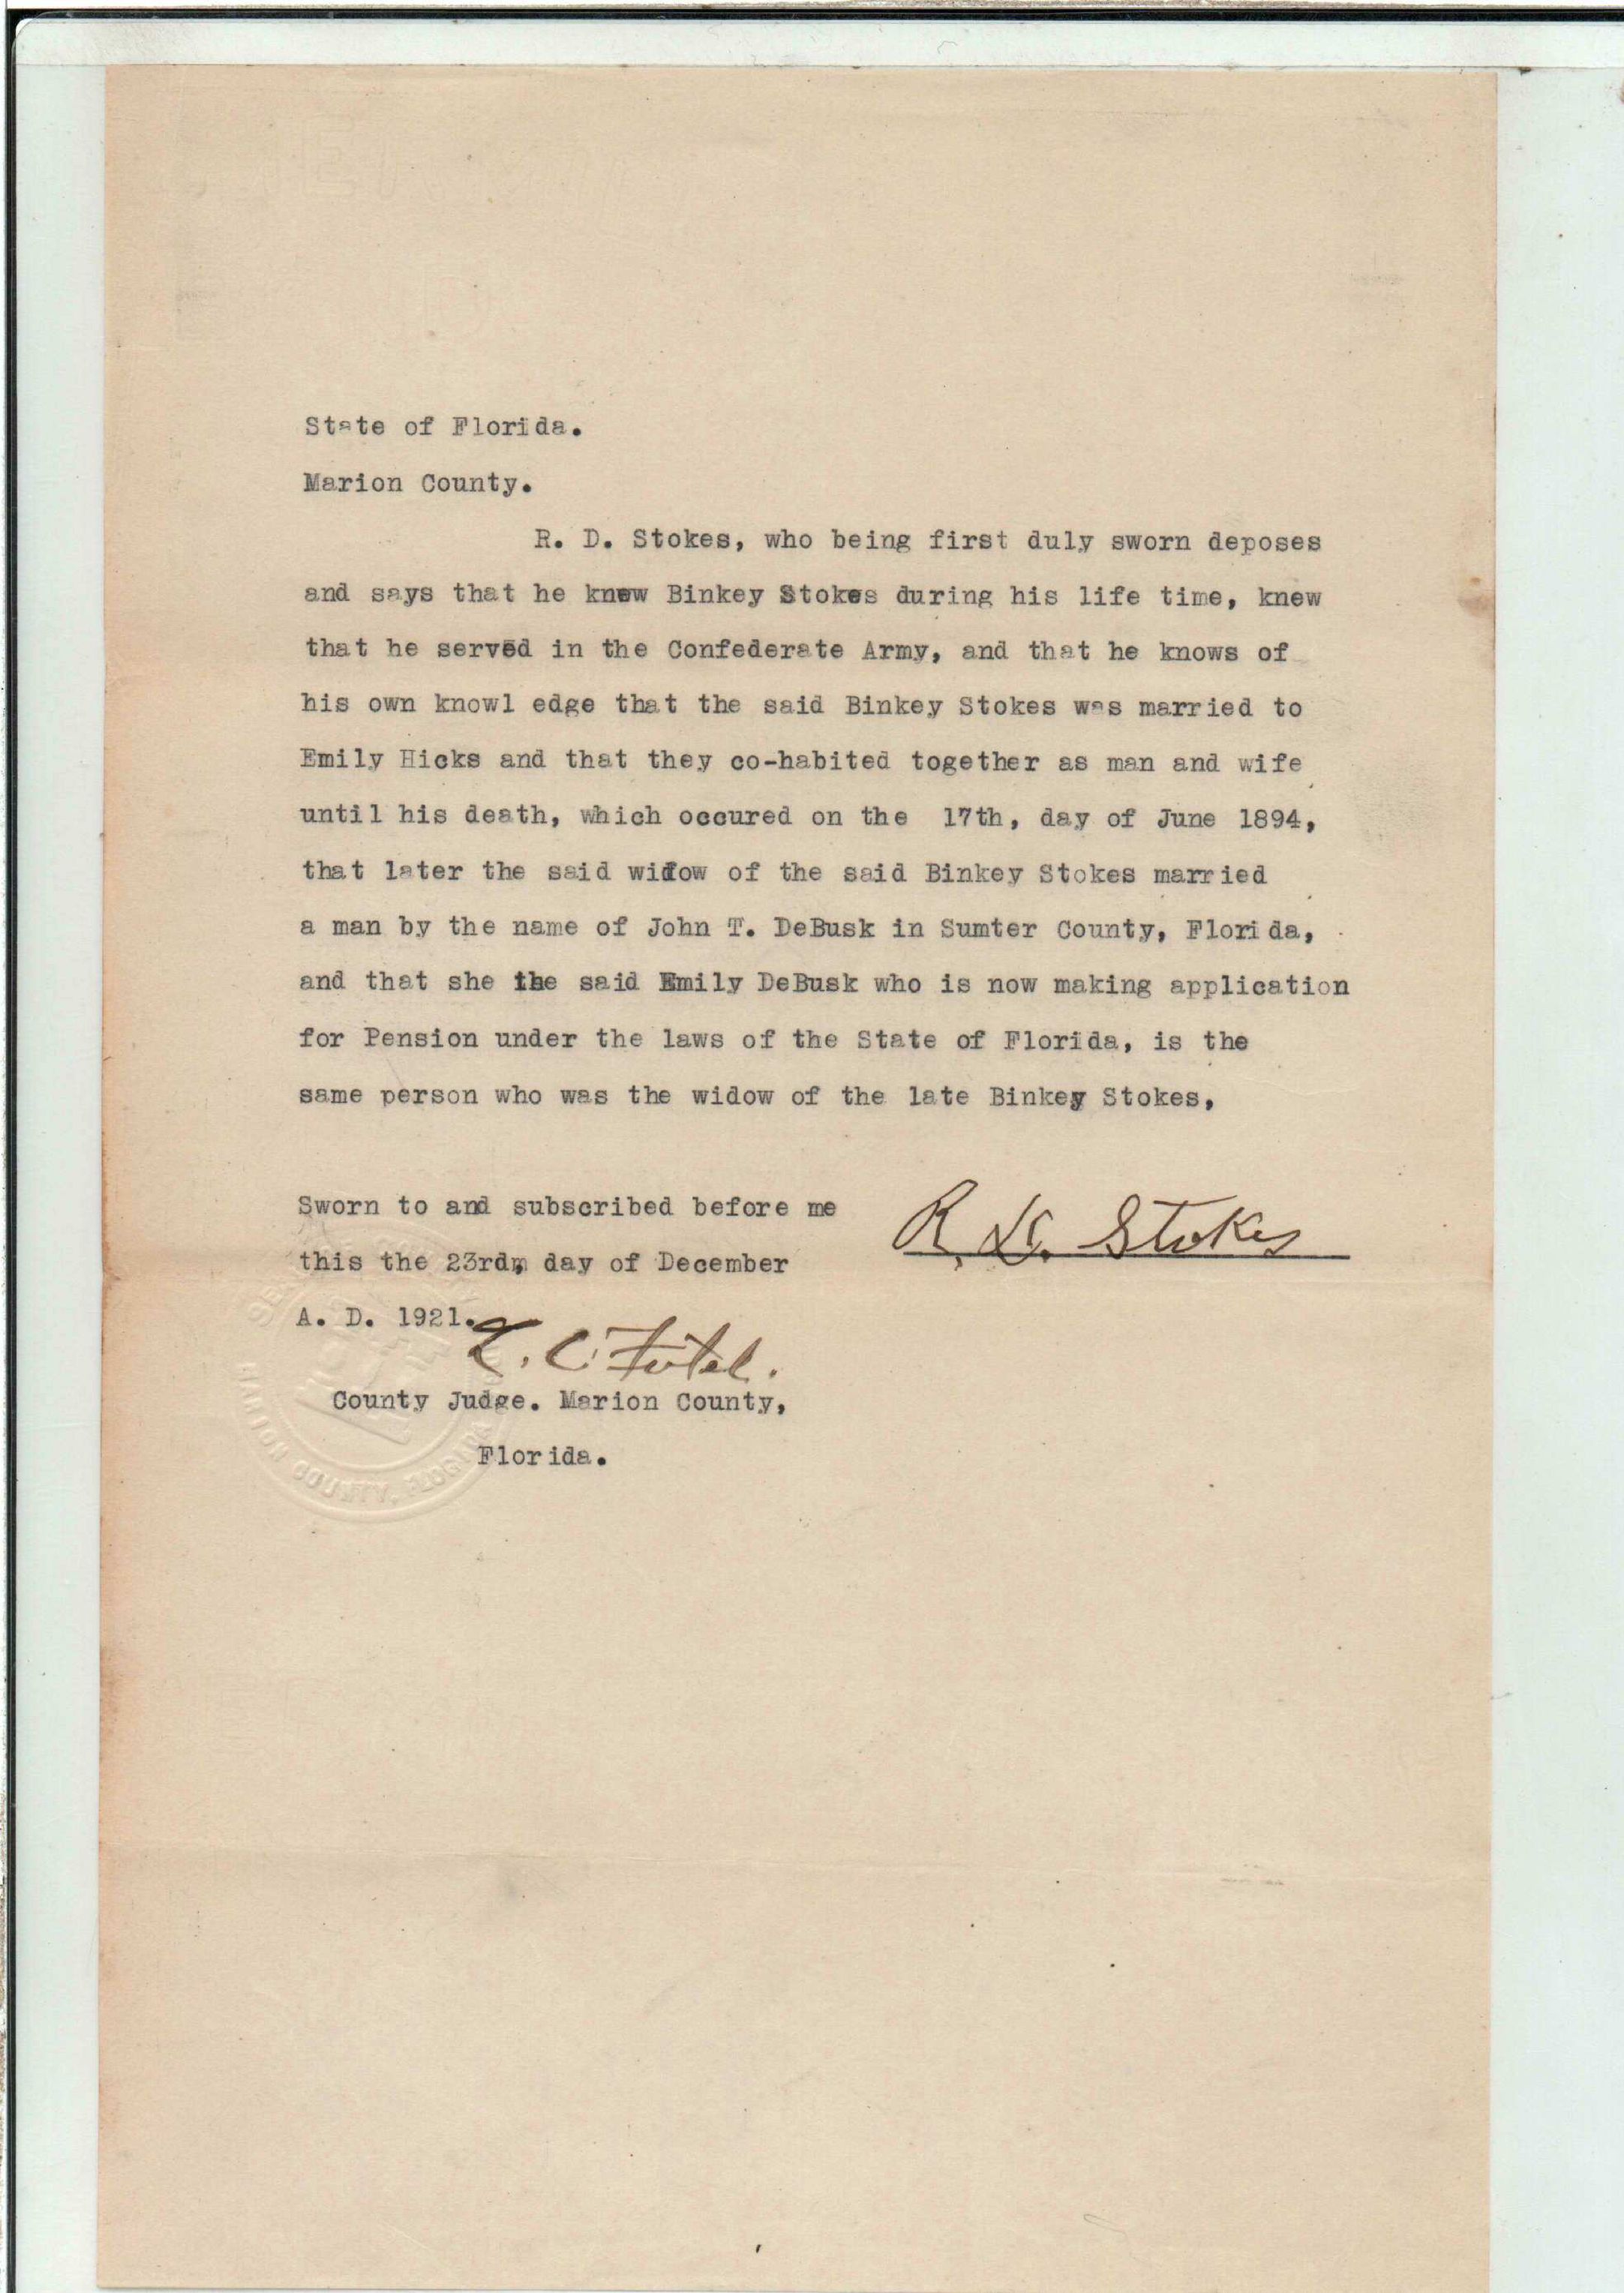 State of Florida.
Marion County.
R. D. Stokes, who being first duly sworn deposes
and says that he knew Binkey Stokes during his life time, knew
that he served in the Confederate Army, and that he knows of
his own knowl edge that the said Binkey Stokes was married to
Emily Hicks and that they co-habited together as man and wife
until his death, which occured on the 17th, day of June 1894,
that later the said widow of the said Binkey Stokes married
a man by the name of John T. DeBusk in Sumter County, Florida,
and that she the said Emily DeBusk who is now making application
for Pension under the laws of the State of Florida, is the
same person who was the widow of the late Binkey Stokes,
Sworn to and subscribed before me
R. D. Stokes
this the 23rd, day of December
A. D. 1921.
County Judge. Marion County,
Florida.
MARION COUNTY, FLORIDA